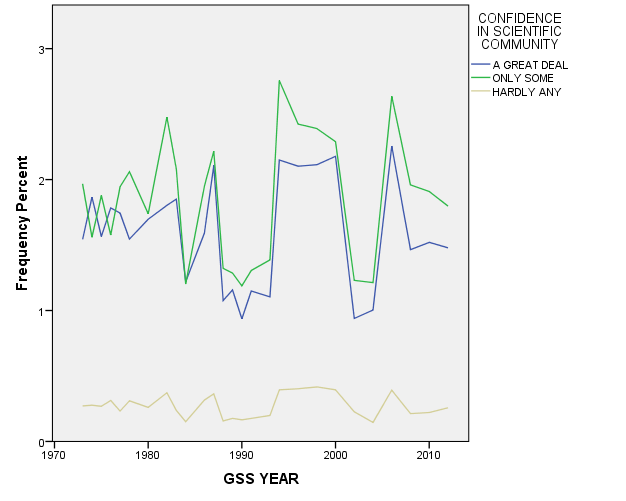 CONFIDENCE
IN SCIENTIFIC
COMMUNITY
A GREAT DEAL
ONLY SOME
HARDLY ANY
Frequency Percent
3
2
1
0
1970 1980 1990 2000 2010
GSS YEAR